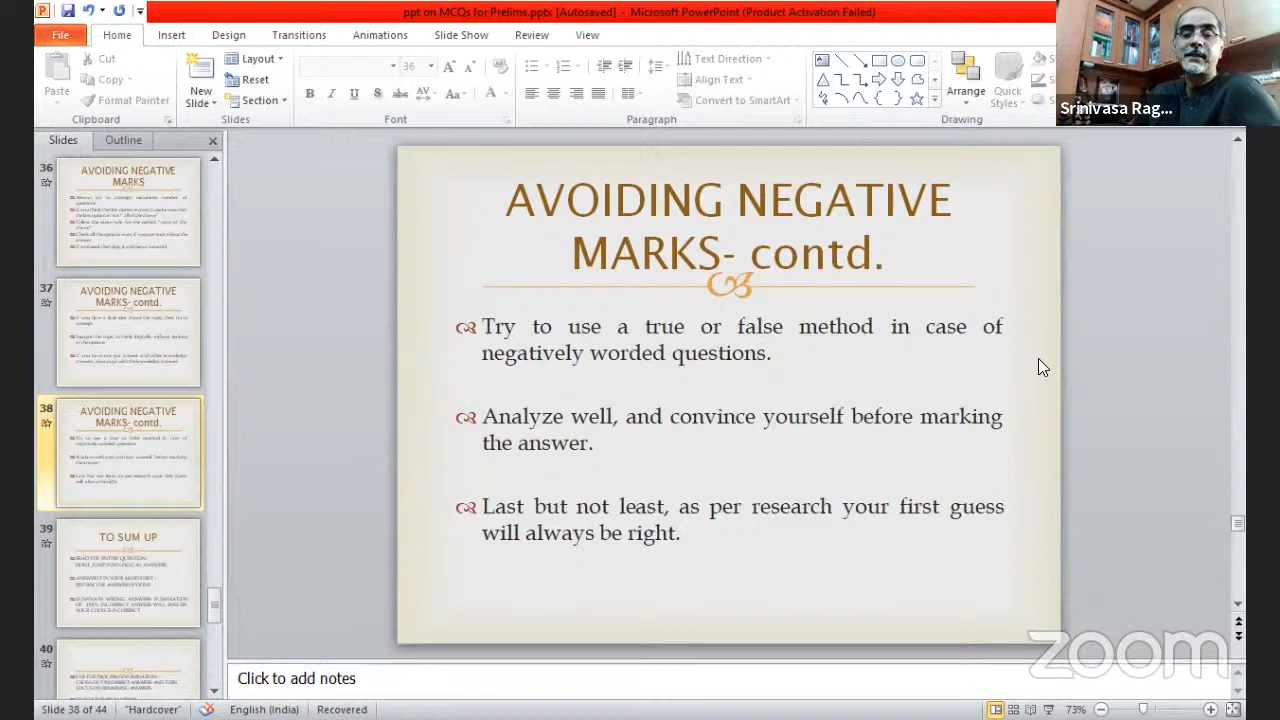 ppt on MCQs for Prelims.pptx [Autosaved] - Microsoft PowerPoint (Product Activation Failed)
File Home Insert Design Transitions Animations Slide Show Review View
Paste
Cut
Copy
Format Painter
Clipboard
New
Slide
Layout
Reset
Section
Slides
36
B I U S abc AV Aa A
Font
Text Direction
Align Text
Convert to SmartArt
Paragraph
Arrange
Quick
Styles
Drawing
Srinivasa Rag...
Slides Outline
36
AVOIDING NEGATIVE
MARKS
37
AVOIDING NEGATIVE
MARKS- contd.
38
AVOIDING NEGATIVE
MARKS- contd.
39
TO SUM UP
40
AVOIDING NEGATIVE
MARKS- contd.
Try to use a true or false method in case of
negatively worded questions.
Analyze well, and convince yourself before marking
the answer.
Last but not least, as per research your first guess
will always be right.
zoom
Click to add notes
Slide 38 of 44 "Hardcover" English (India) Recovered 73%